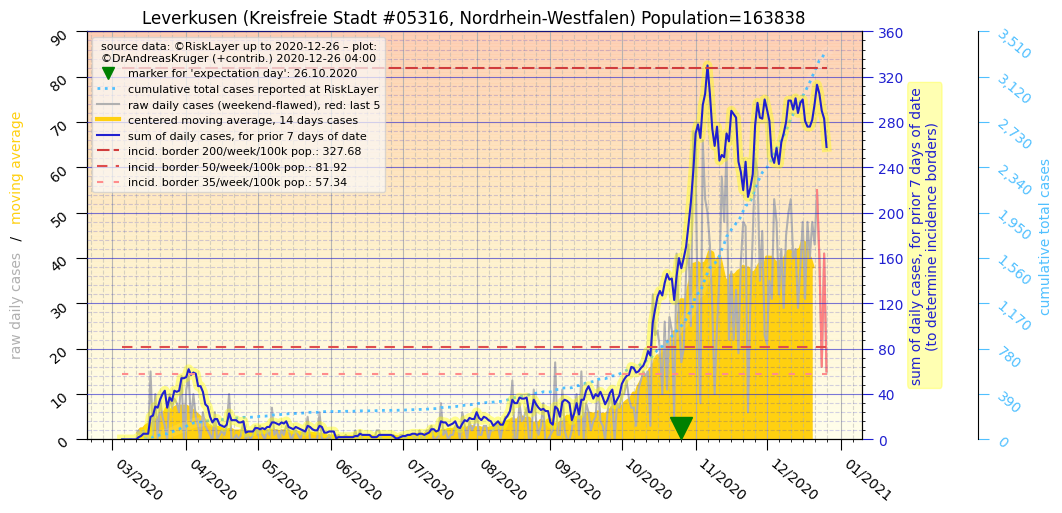 Leverkusen (Kreisfreie Stadt #05316, Nordrhein-Westfalen) Population=163838
source data: ©RiskLayer up to 2020-12-26 – plot:
©DrAndreasKruger (+contrib.) 2020-12-26 04:00
marker for 'expectation day': 26.10.2020
cumulative total cases reported at RiskLayer
raw daily cases (weekend-flawed), red: last 5
centered moving average, 14 days cases
sum of daily cases, for prior 7 days of date
incid. border 200/week/100k pop.: 327.68
incid. border 50/week/100k pop.: 81.92
incid. border 35/week/100k pop.: 57.34
raw daily cases / moving average
90
80
70
60
50
40
30
20
10
0
03/2020
04/2020
05/2020
06/2020
07/2020
08/2020
09/2020
10/2020
11/2020
12/2020
01/2021
360
320
280
240
200
160
120
80
40
0
sum of daily cases, for prior 7 days of date
(to determine incidence borders)
3,510
3,120
2,730
2,340
1,950
1,560
1,170
780
390
0
cumulative total cases